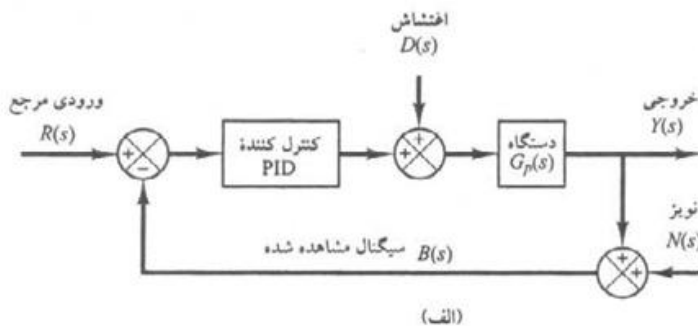 اغتشاش
D(s)
ورودی مرجع
R(s)
خروجی
Y(s)
کنترل کنندهٔ
PID
دستگاه
Gp(s)
+
−
+
+
نویز
N(s)
سیگنال مشاهده شده B(s)
+
+
(الف)